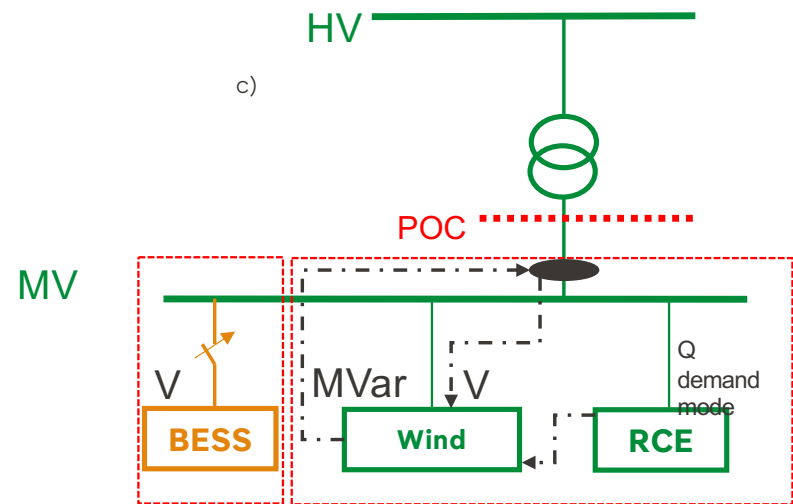 HV
c)
POC
MV
V
MVar
V
Q
demand
mode
BESS
Wind
RCE